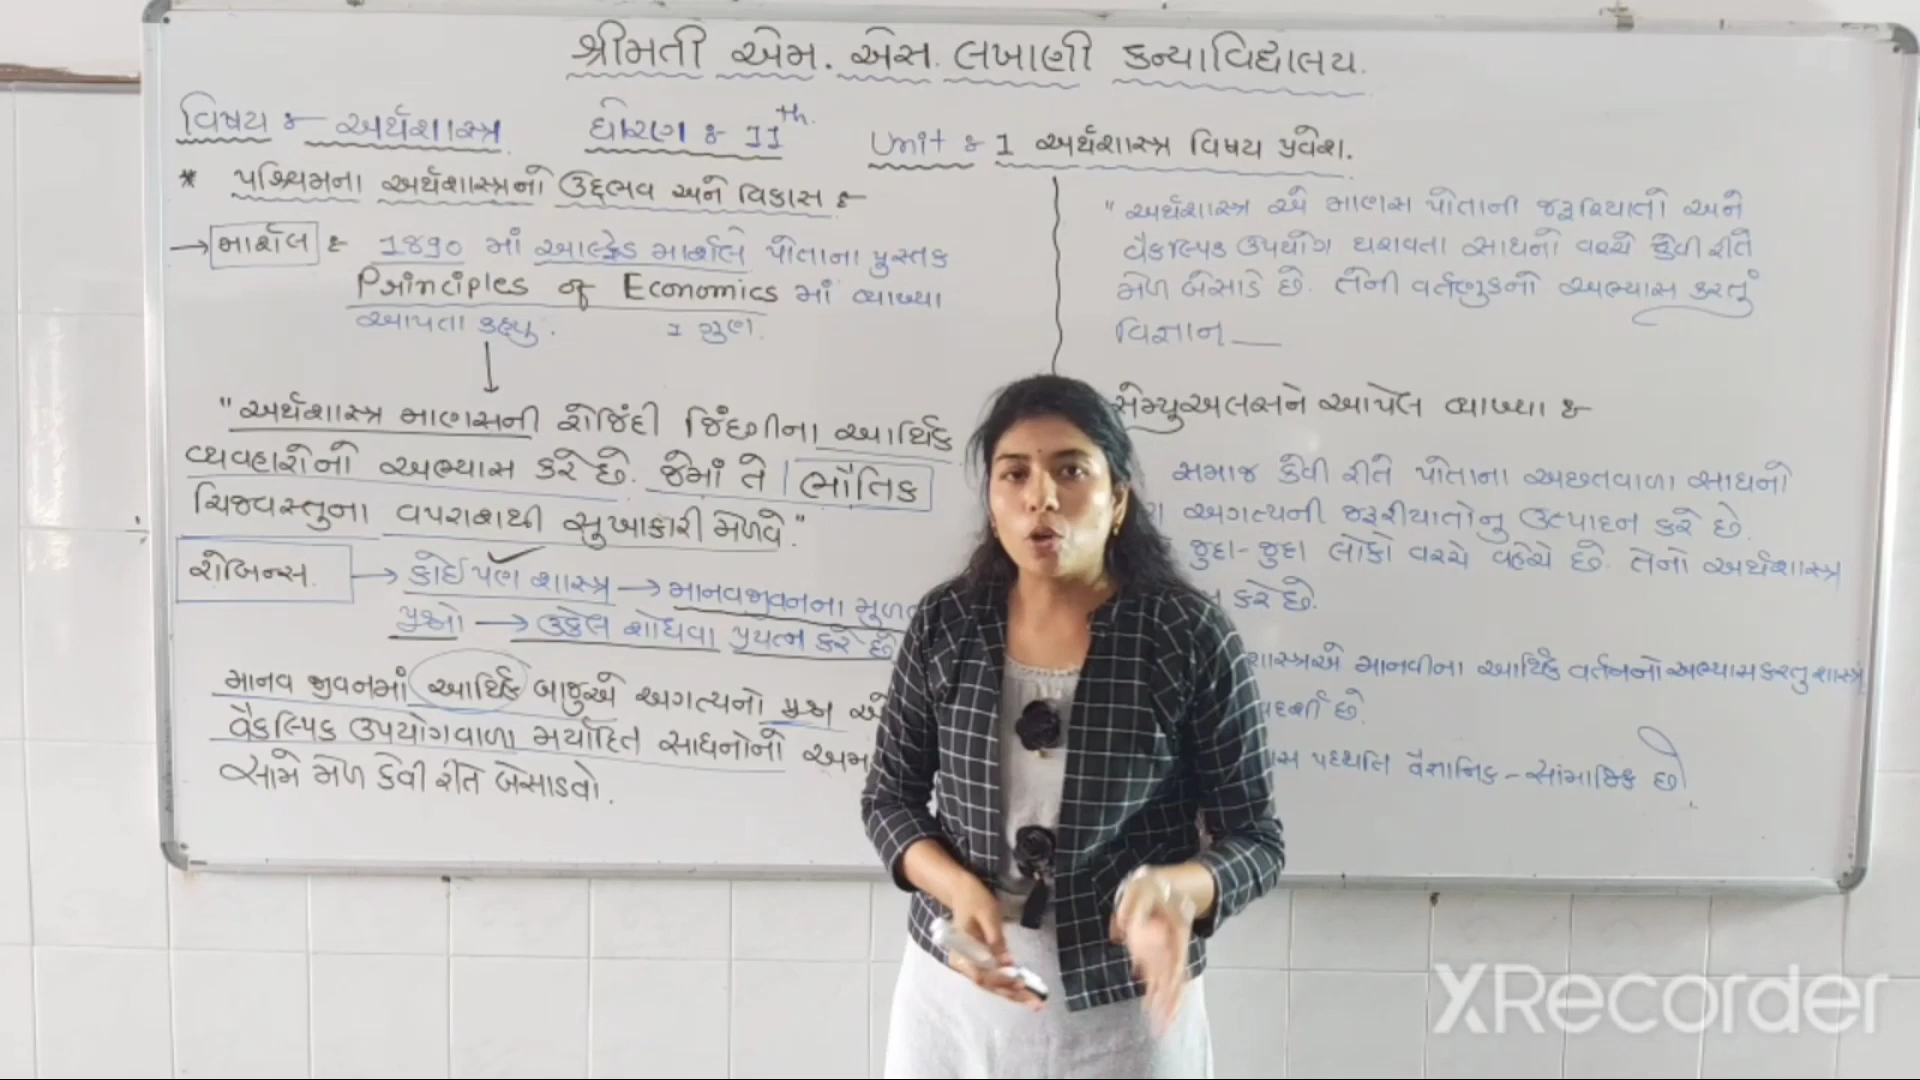 શ્રીમતી એમ. એસ. લખાણી કન્યાવિદ્યાલય.
વિષય :- અર્થશાસ્ત્ર ધોરણ :- 11th. Unit :- 1 અર્થશાસ્ત્ર વિષય પ્રવેશ.
* પશ્ચિમના અર્થશાસ્ત્રનો ઉદ્દભવ અને વિકાસ :-
→ માર્શલ :- 1890 માં આલ્ફ્રેડ માર્શલે પોતાના પુસ્તક
Principles of Economics માં વ્યાખ્યા
આપતા કહ્યુ. 1 ગુણ.
↓
"અર્થશાસ્ત્ર માણસની રોજિંદી જિંદગીના આર્થિક
વ્યવહારોનો અભ્યાસ કરે છે. જેમાં તે ભૌતિક
ચિજવસ્તુના વપરાશથી સુખાકારી મેળવે."
રોબિન્સ. → કોઈ પણ શાસ્ત્ર → માનવજીવનના
પ્રશ્નો → ઉકેલ શોધવા પ્રયત્ન કરે છે
માનવ જીવનમાં આર્થિક બાજુએ અગત્યનો પ્રશ્ન એ
વૈકલ્પિક ઉપયોગવાળા મર્યાદિત સાધનોનો
સામે મેળ કેવી રીતે બેસાડવો.
"અર્થશાસ્ત્ર એ માણસ પોતાની જરૂરિયાતો અને
વૈકલ્પિક ઉપયોગ ધરાવતા સાધનો વચ્ચે કેવી રીતે
મેળ બેસાડે છે. તેની વર્તણુકનો અભ્યાસ કરતું
વિજ્ઞાન
સેમ્યુઅલસને આપેલ વ્યાખ્યા :-
સમાજ કેવી રીતે પોતાના અછતવાળા સાધનો
અગત્યની જરૂરીયાતોનુ ઉત્પાદન કરે છે.
જુદા-જુદા લોકો વચ્ચે વહેંચે છે. તેનો અર્થશાસ્ત્ર
કરે છે.
શાસ્ત્રએ માનવીના આર્થિક વર્તનનો અભ્યાસ કરતુ શાસ્ત્ર
છે.
પધ્ધતિ વૈજ્ઞાનિક - સામાજિક છે.
XRecorder